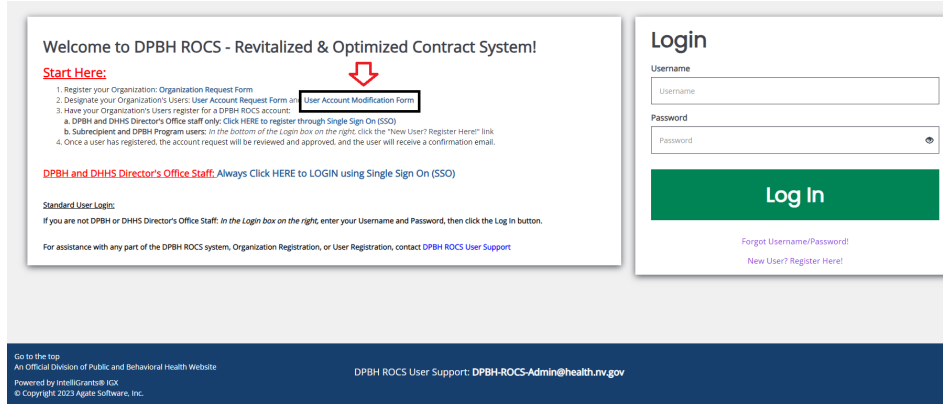 Welcome to DPBH ROCS - Revitalized & Optimized Contract System!
Start Here:
1. Register your Organization: Organization Request Form
2. Designate your Organization's Users: User Account Request Form and User Account Modification Form
3. Have your Organization's Users register for a DPBH ROCS account:
a. DPBH and DHHS Director's Office staff only: Click HERE to register through Single Sign On (SSO)
b. Subrecipient and DPBH Program users: In the bottom of the Login box on the right, click the "New User? Register Here!" link
4. Once a user has registered, the account request will be reviewed and approved, and the user will receive a confirmation email.
DPBH and DHHS Director's Office Staff: Always Click HERE to LOGIN using Single Sign On (SSO)
Standard User Login:
If you are not DPBH or DHHS Director's Office Staff: In the Login box on the right, enter your Username and Password, then click the Log In button.
For assistance with any part of the DPBH ROCS system, Organization Registration, or User Registration, contact DPBH ROCS User Support
Login
Username
Username
Password
Password
Log In
Forgot Username/Password!
New User? Register Here!
Go to the top
An Official Division of Public and Behavioral Health Website
Powered by IntelliGrants® IGX
© Copyright 2023 Agate Software, Inc.
DPBH ROCS User Support: DPBH-ROCS-Admin@health.nv.gov